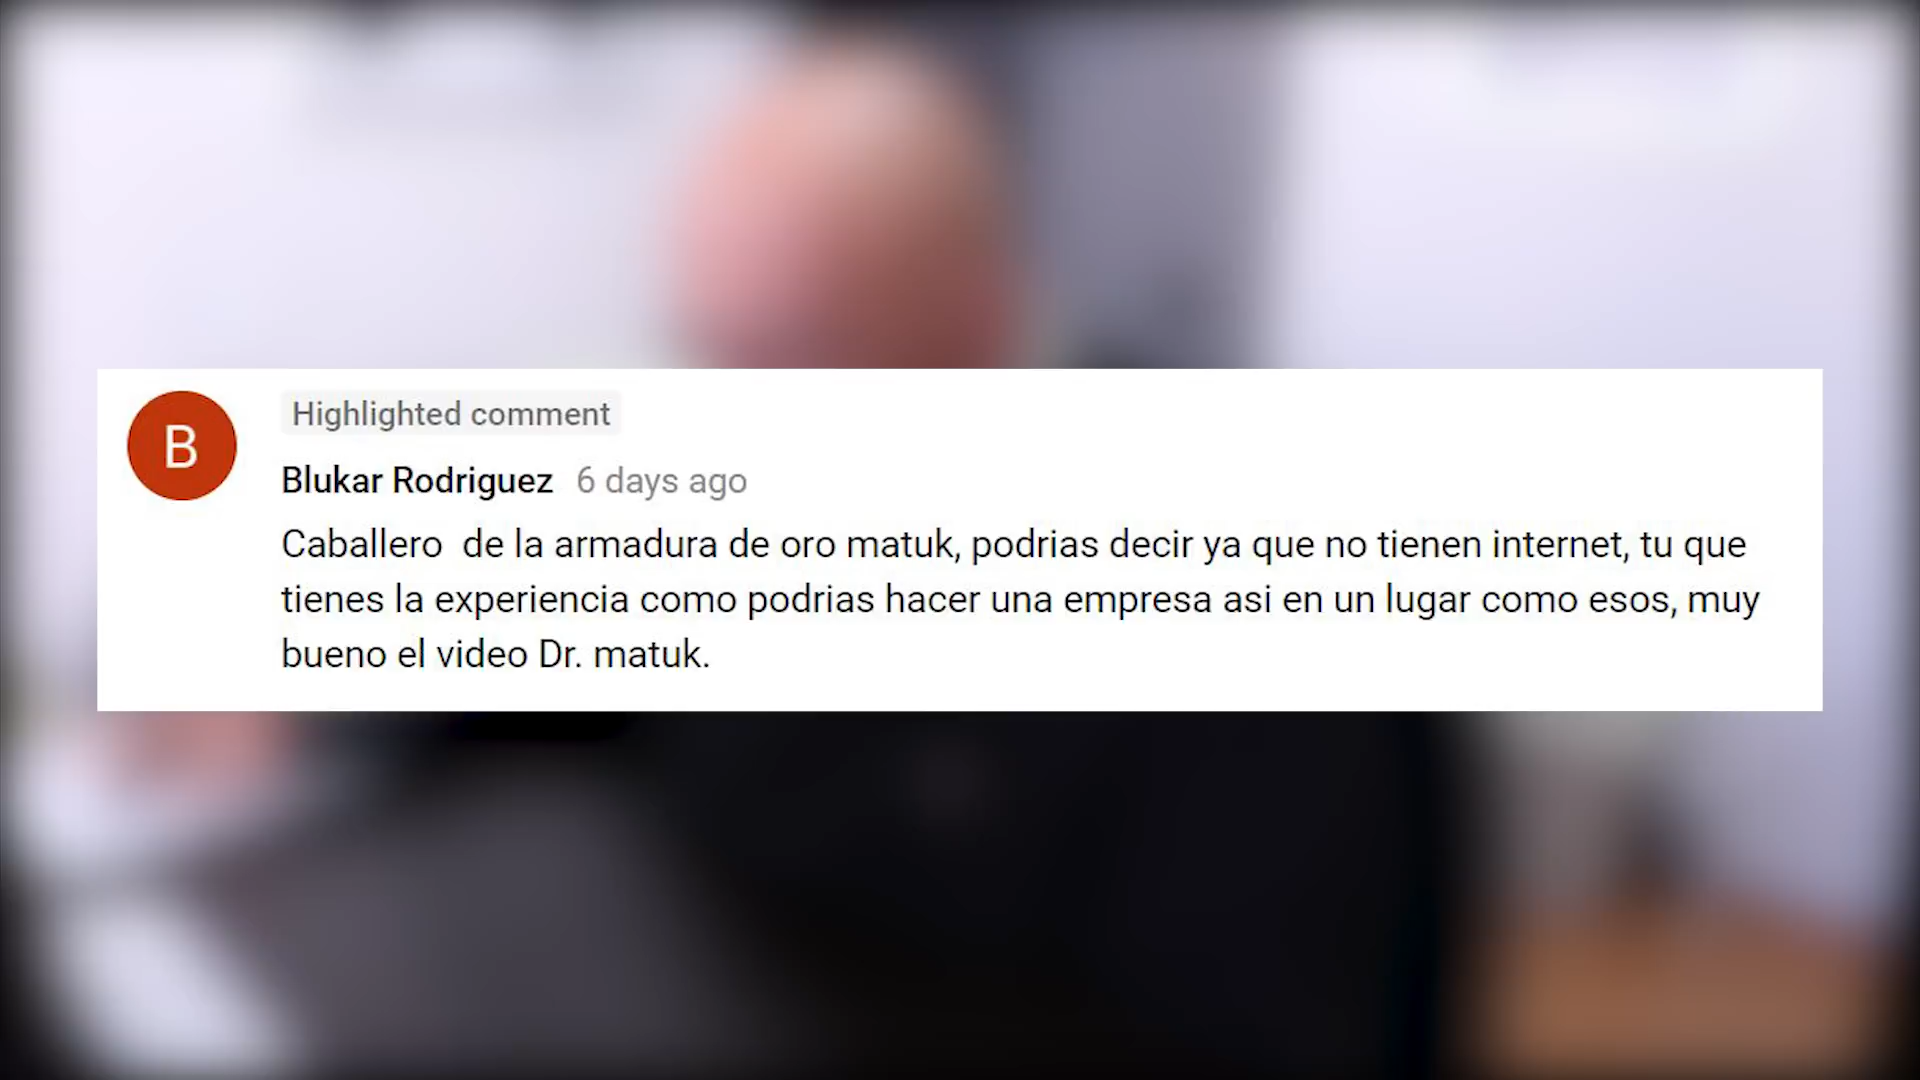 B
Highlighted comment
Blukar Rodriguez 6 days ago
Caballero  de la armadura de oro matuk, podrias decir ya que no tienen internet, tu que
tienes la experiencia como podrias hacer una empresa asi en un lugar como esos, muy
bueno el video Dr. matuk.